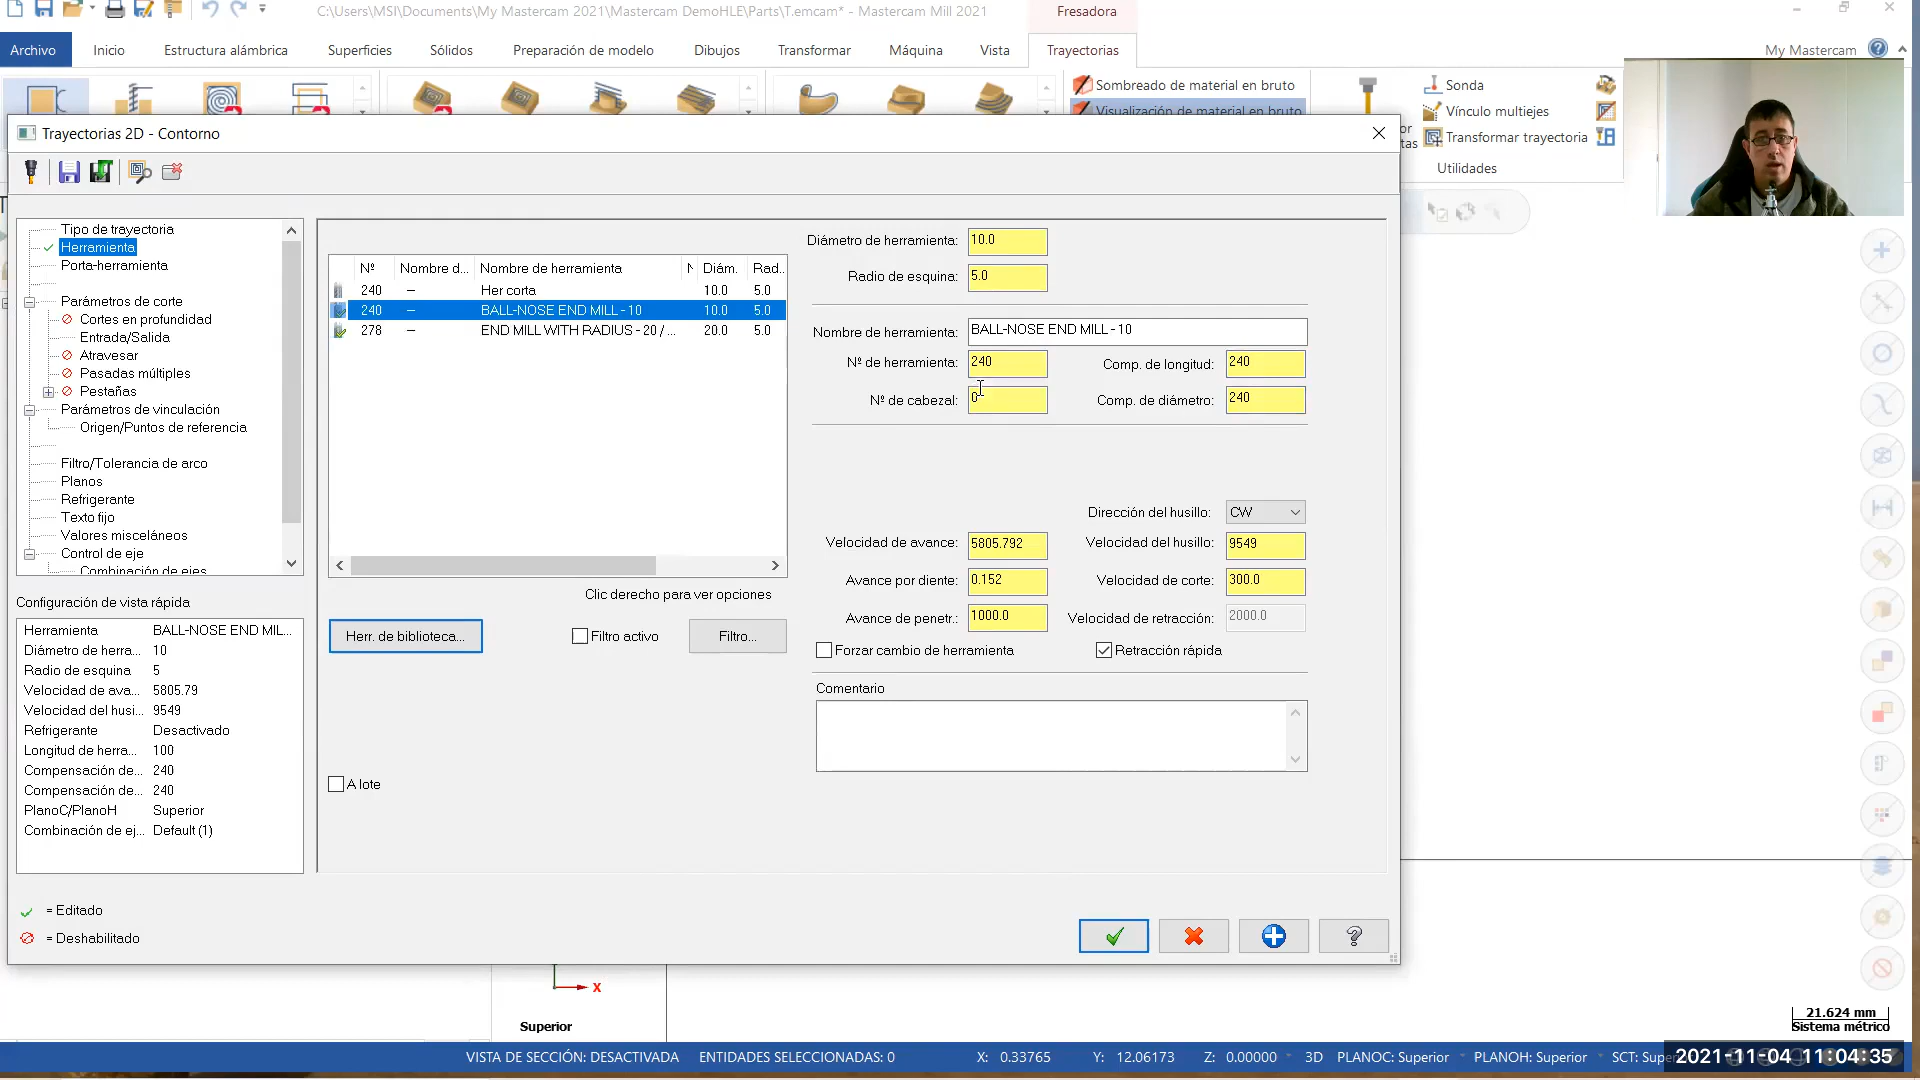 C:\Users\MSI\Documents\My Mastercam 2021\Mastercam DemoHLE\Parts\T.emcam* - Mastercam Mill 2021
Fresadora
Archivo Inicio Estructura alámbrica Superficies Sólidos Preparación de modelo Dibujos Transformar Máquina Vista Trayectorias My Mastercam
Sombreado de material en bruto
Visualización de material en bruto
Sonda
Vínculo multiejes
Transformar trayectoria
Utilidades
Trayectorias 2D - Contorno
Tipo de trayectoria
Herramienta
Porta-herramienta
Parámetros de corte
Cortes en profundidad
Entrada/Salida
Atravesar
Pasadas múltiples
Pestañas
Parámetros de vinculación
Origen/Puntos de referencia
Filtro/Tolerancia de arco
Planos
Refrigerante
Texto fijo
Valores misceláneos
Control de eje
Combinación de ejes
Nº Nombre d... Nombre de herramienta N Diám. Rad..
240 -- Her corta 10.0 5.0
240 -- BALL-NOSE END MILL - 10 10.0 5.0
278 -- END MILL WITH RADIUS - 20 / ... 20.0 5.0
Clic derecho para ver opciones
Herr. de biblioteca...
Filtro activo
Filtro...
A lote
Diámetro de herramienta: 10.0
Radio de esquina: 5.0
Nombre de herramienta: BALL-NOSE END MILL - 10
Nº de herramienta: 240 Comp. de longitud: 240
Nº de cabezal: 0 Comp. de diámetro: 240
Dirección del husillo: CW
Velocidad de avance: 5805.792 Velocidad del husillo: 9549
Avance por diente: 0.152 Velocidad de corte: 300.0
Avance de penetr.: 1000.0 Velocidad de retracción: 2000.0
Forzar cambio de herramienta Retracción rápida
Comentario
Configuración de vista rápida
Herramienta BALL-NOSE END MIL...
Diámetro de herra... 10
Radio de esquina 5
Velocidad de ava... 5805.79
Velocidad del husi... 9549
Refrigerante Desactivado
Longitud de herra... 100
Compensación de... 240
Compensación de... 240
PlanoC/PlanoH Superior
Combinación de ej... Default (1)
= Editado
= Deshabilitado
X
Superior
21.624 mm
Sistema métrico
VISTA DE SECCIÓN: DESACTIVADA ENTIDADES SELECCIONADAS: 0 X: 0.33765 Y: 12.06173 Z: 0.00000 3D PLANOC: Superior PLANOH: Superior SCT: Supe
2021-11-04 11:04:35